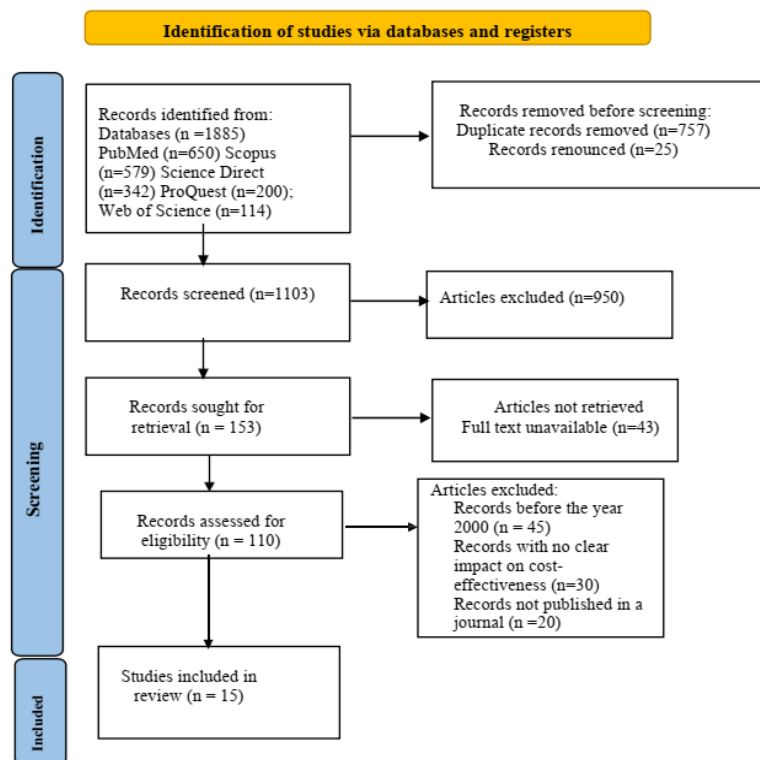 Identification of studies via databases and registers
Identification
Records identified from:
Databases (n =1885)
PubMed (n=650) Scopus
(n=579) Science Direct
(n=342) ProQuest (n=200);
Web of Science (n=114)
Records removed before screening:
Duplicate records removed (n=757)
Records renounced (n=25)
Screening
Records screened (n=1103)
Articles excluded (n=950)
Records sought for
retrieval (n = 153)
Articles not retrieved
Full text unavailable (n=43)
Records assessed for
eligibility (n = 110)
Articles excluded:
Records before the year
2000 (n = 45)
Records with no clear
impact on cost-
effectiveness (n=30)
Records not published in a
journal (n =20)
Included
Studies included in
review (n = 15)